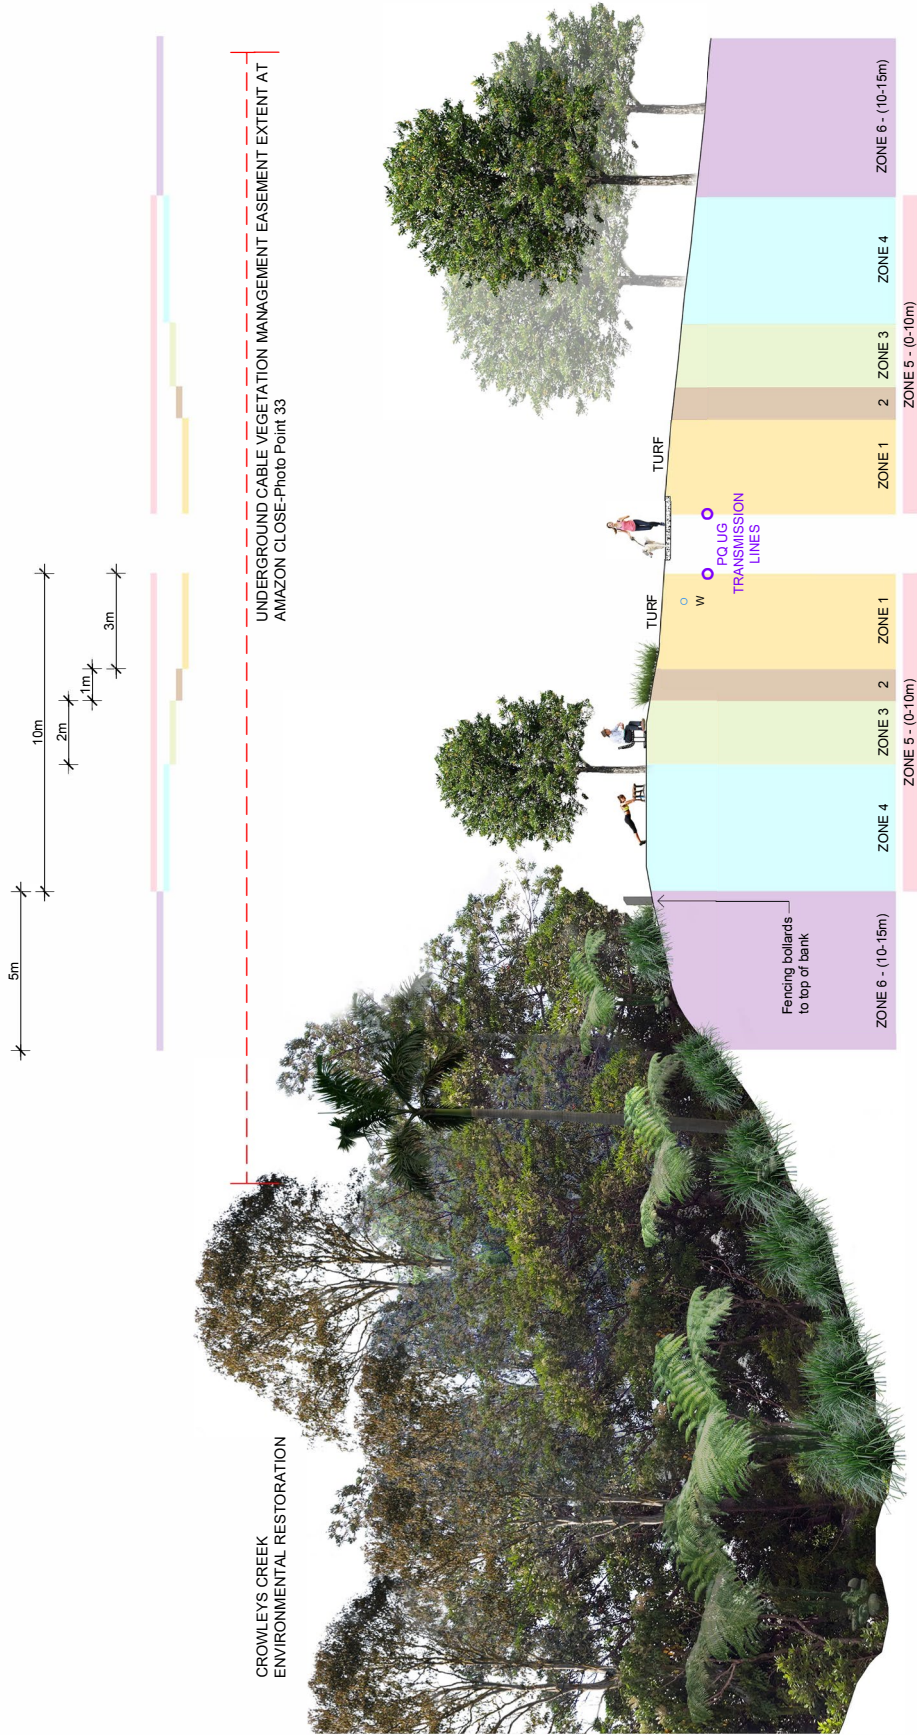 5m
10m
2m
1m
3m
UNDERGROUND CABLE VEGETATION MANAGEMENT EASEMENT EXTENT AT
AMAZON CLOSE-Photo Point 33
CROWLEYS CREEK
ENVIRONMENTAL RESTORATION
TURF
TURF
W
PQ UG
TRANSMISSION
LINES
Fencing bollards
to top of bank
ZONE 6 - (10-15m)
ZONE 4
ZONE 3
2
ZONE 1
ZONE 1
2
ZONE 3
ZONE 4
ZONE 6 - (10-15m)
ZONE 5 - (0-10m)
ZONE 5 - (0-10m)